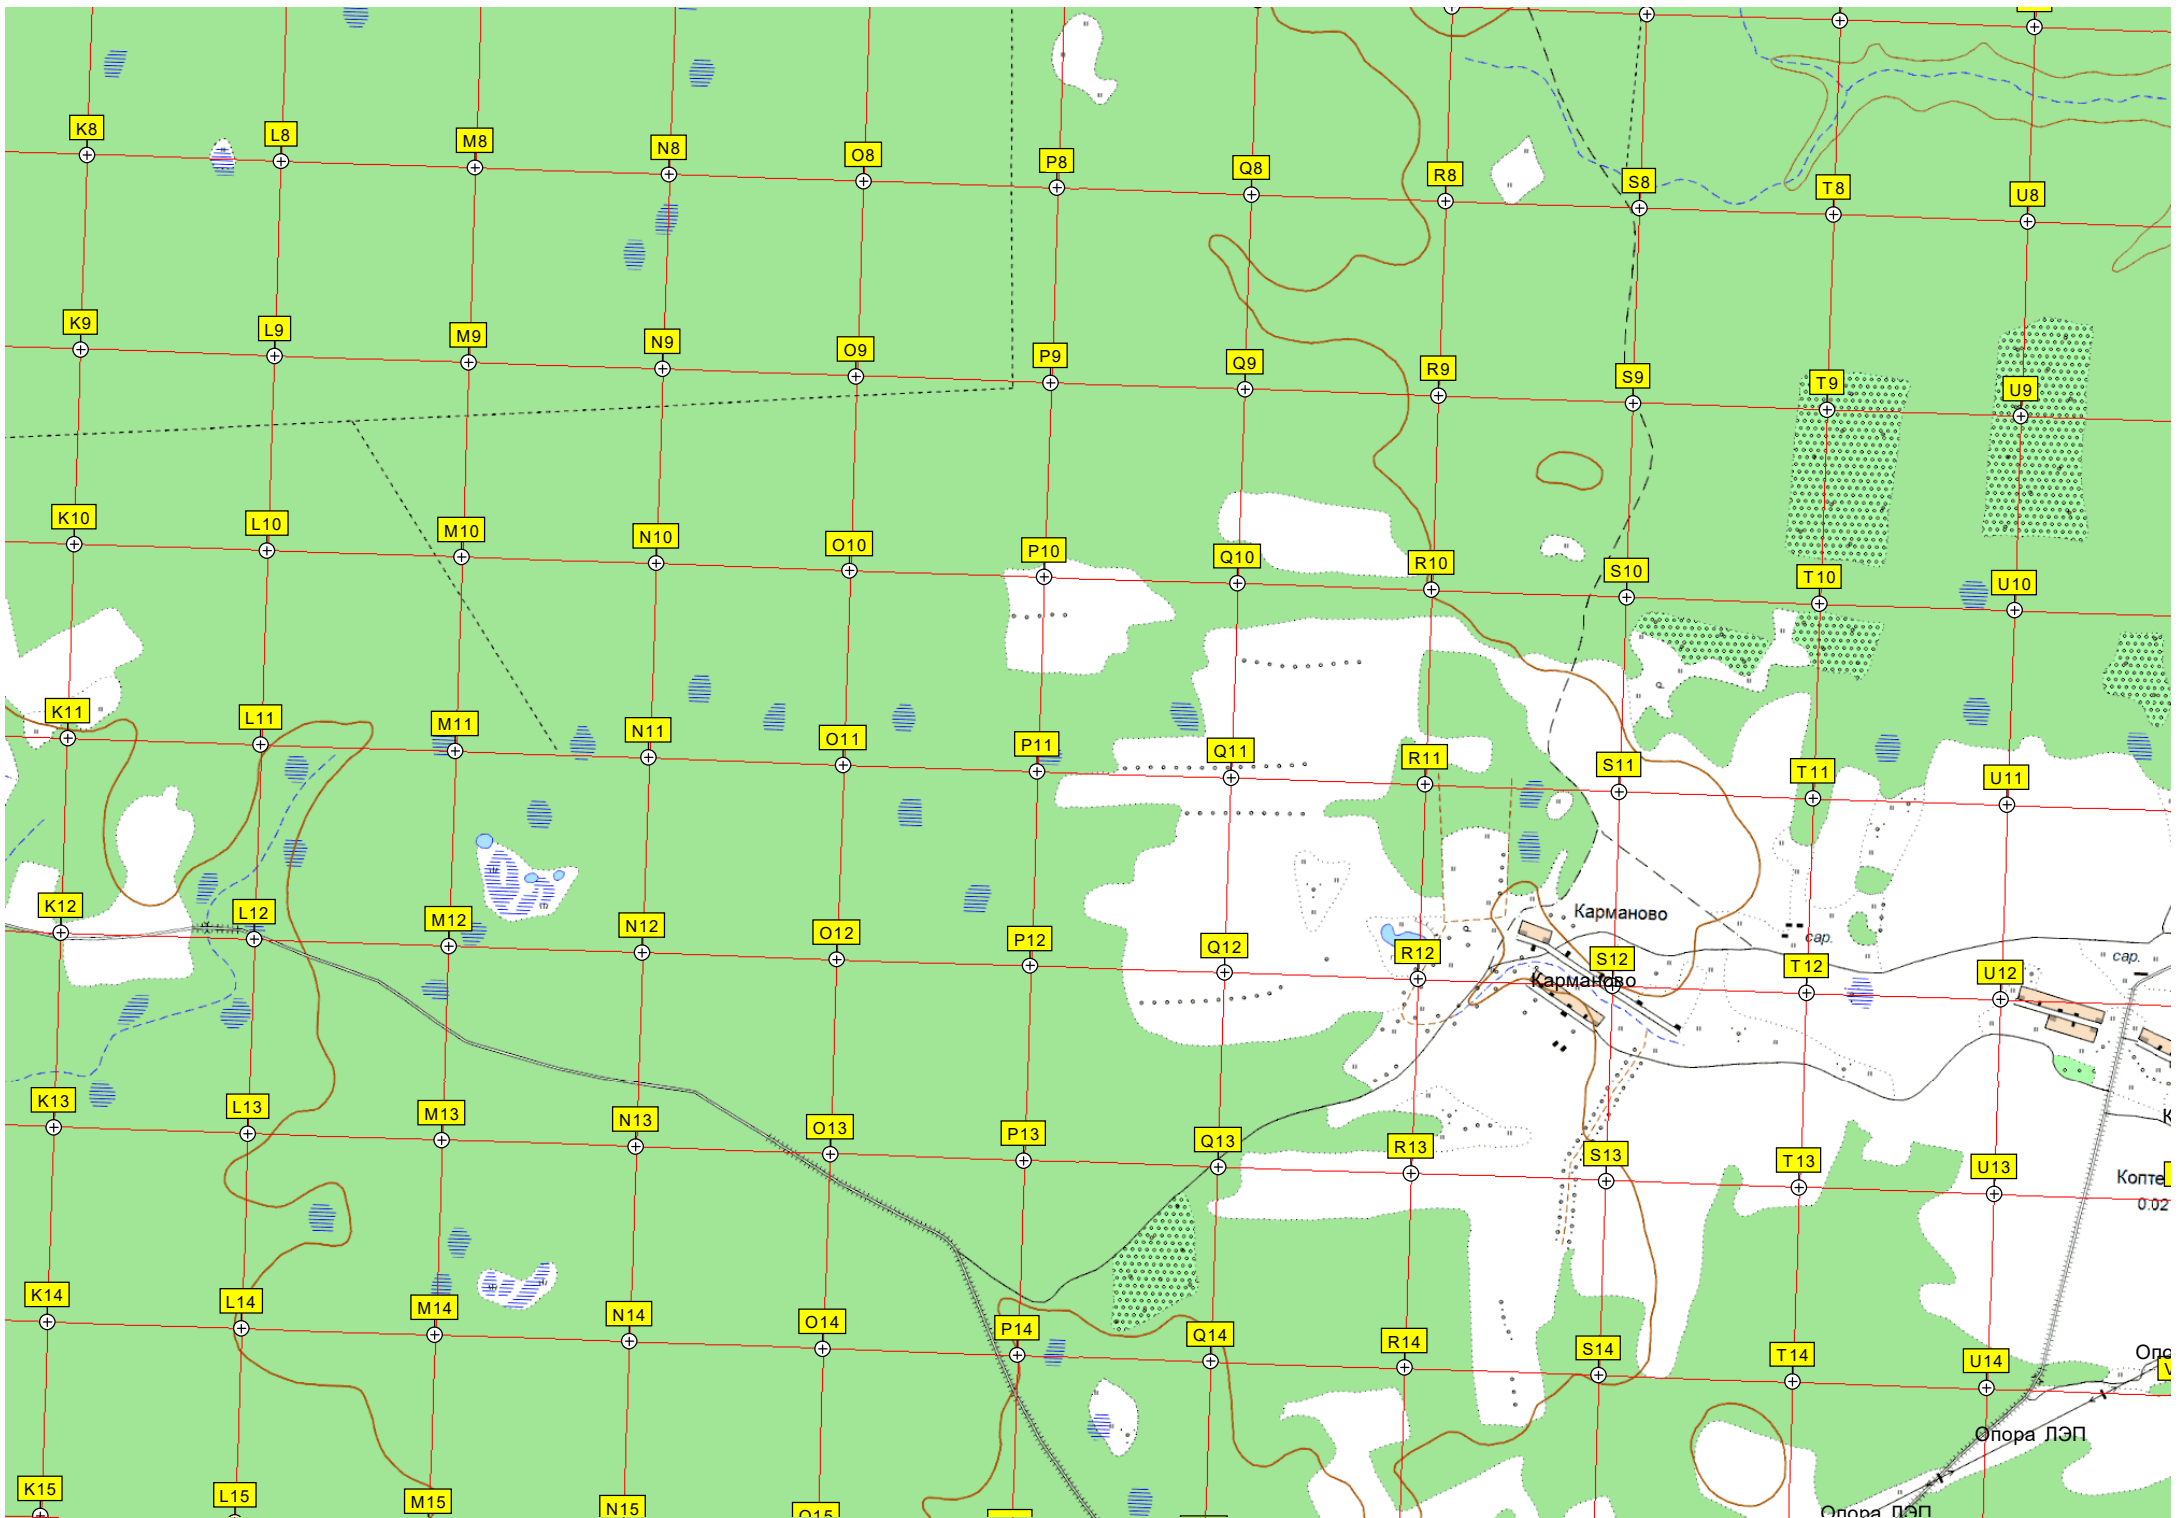 K8 L8 M8 N8 O8 P8 Q8 R8 S8 T8 U8
K9 L9 M9 N9 O9 P9 Q9 R9 S9 T9 U9
K10 L10 M10 N10 O10 P10 Q10 R10 S10 T10 U10
K11 L11 M11 N11 O11 P11 Q11 R11 S11 T11 U11
Карманово
сар.
сар.
K12 L12 M12 N12 O12 P12 Q12 R12 S12 T12 U12
Карманово
K13 L13 M13 N13 O13 P13 Q13 R13 S13 T13 U13
Копте
0.02
K14 L14 M14 N14 O14 P14 Q14 R14 S14 T14 U14
Опо
Опора ЛЭП
K15 L15 M15 N15 O15
Опора ЛЭП